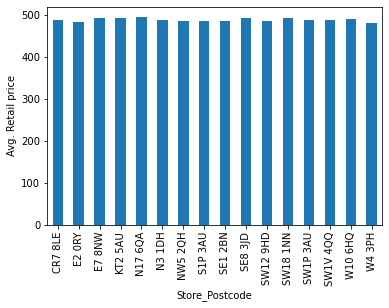 500
400
300
200
100
0
Avg. Retail price
CR7 8LE
E2 0RY
E7 8NW
KT2 5AU
N17 6QA
N3 1DH
NW5 2QH
S1P 3AU
SE1 2BN
SE8 3JD
SW12 9HD
SW18 1NN
SW1P 3AU
SW1V 4QQ
W10 6HQ
W4 3PH
Store_Postcode